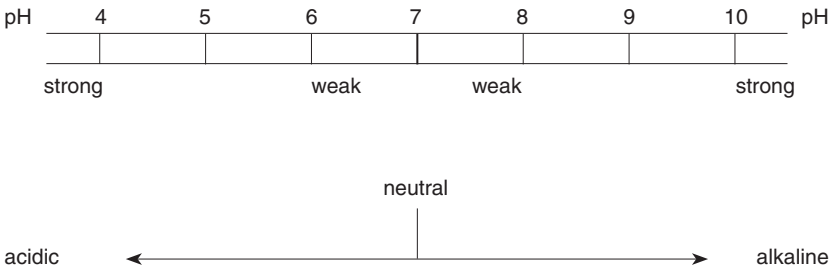 pH 4 5 6 7 8 9 10 pH
strong weak weak strong
neutral
acidic alkaline